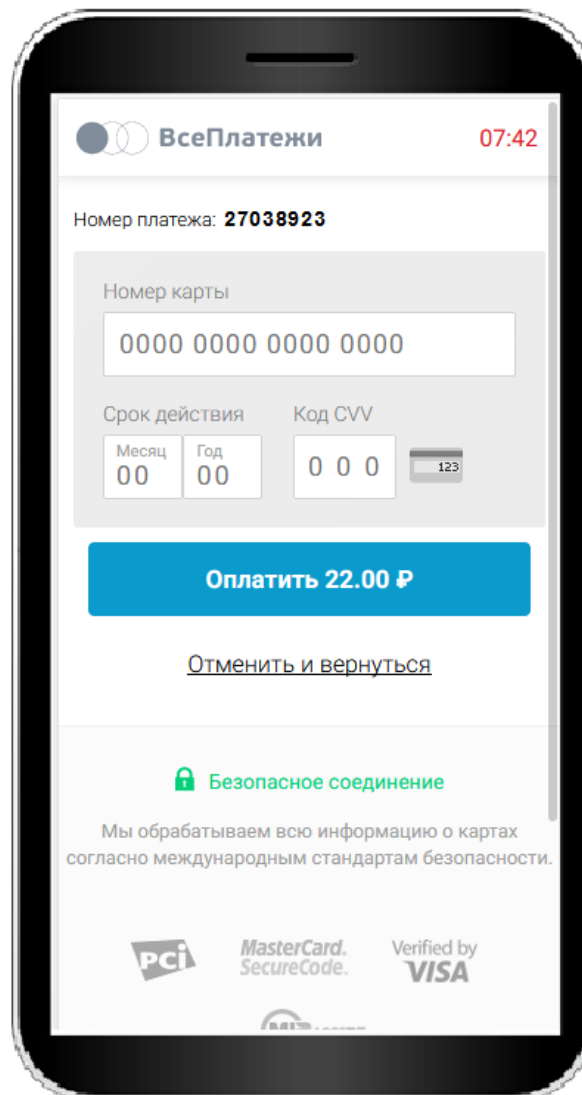 ВсеПлатежи 07:42
Номер платежа: 27038923
Номер карты
0000 0000 0000 0000
Срок действия Код CVV
Месяц Год
00 00 0 0 0 123
Оплатить 22.00 ₽
Отменить и вернуться
Безопасное соединение
Мы обрабатываем всю информацию о картах
согласно международным стандартам безопасности.
PCi MasterCard. Verified by
SecureCode. VISA